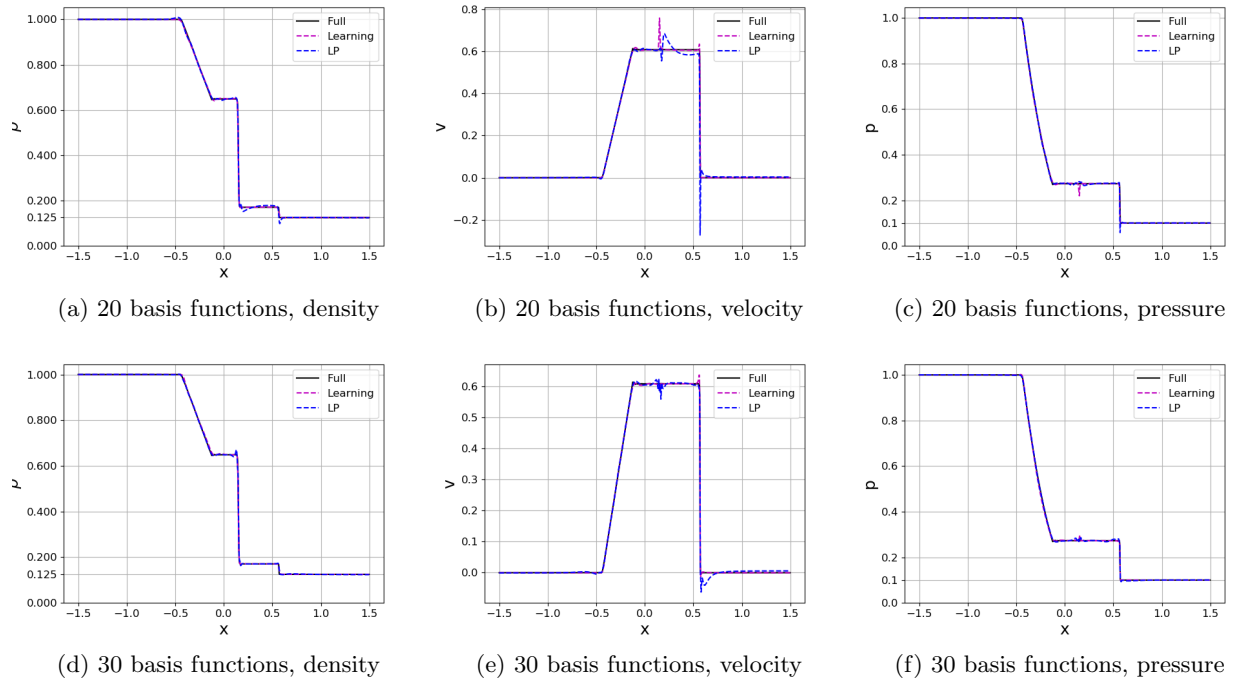 1.000
0.800
0.600
0.400
0.200
0.125
0.000
ρ
−1.5 −1.0 −0.5 0.0 0.5 1.0 1.5
x
Full
Learning
LP
(a) 20 basis functions, density
0.8
0.6
0.4
0.2
0.0
−0.2
v
−1.5 −1.0 −0.5 0.0 0.5 1.0 1.5
x
Full
Learning
LP
(b) 20 basis functions, velocity
1.0
0.8
0.6
0.4
0.2
0.1
0.0
p
−1.5 −1.0 −0.5 0.0 0.5 1.0 1.5
x
Full
Learning
LP
(c) 20 basis functions, pressure
1.000
0.800
0.600
0.400
0.200
0.125
0.000
ρ
−1.5 −1.0 −0.5 0.0 0.5 1.0 1.5
x
Full
Learning
LP
(d) 30 basis functions, density
0.6
0.4
0.2
0.0
v
−1.5 −1.0 −0.5 0.0 0.5 1.0 1.5
x
Full
Learning
LP
(e) 30 basis functions, velocity
1.0
0.8
0.6
0.4
0.2
0.1
0.0
p
−1.5 −1.0 −0.5 0.0 0.5 1.0 1.5
x
Full
Learning
LP
(f) 30 basis functions, pressure